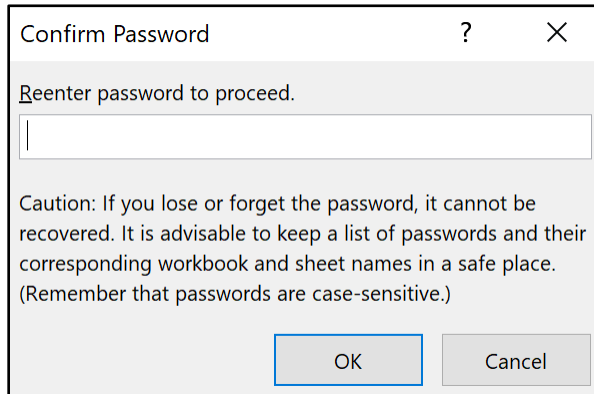 Confirm Password ?
Reenter password to proceed.
Caution: If you lose or forget the password, it cannot be
recovered. It is advisable to keep a list of passwords and their
corresponding workbook and sheet names in a safe place.
(Remember that passwords are case-sensitive.)
OK Cancel